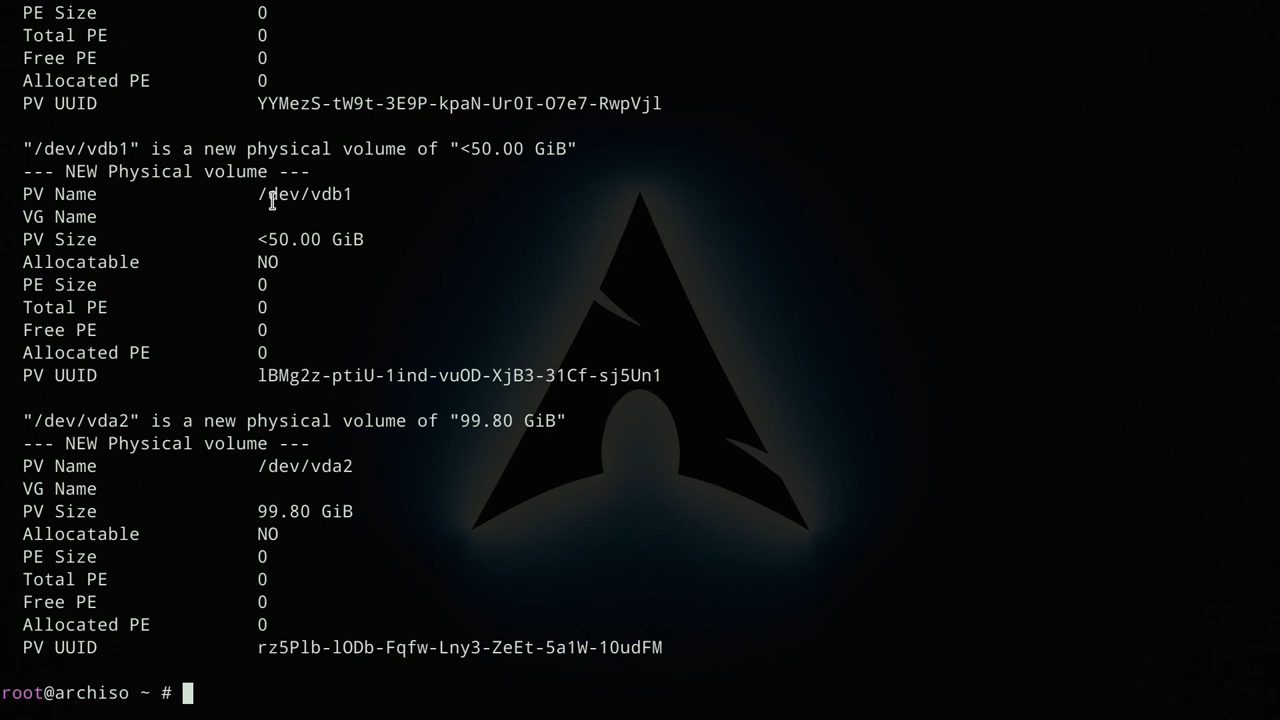 PE Size 0
Total PE 0
Free PE 0
Allocated PE 0
PV UUID YYMezS-tW9t-3E9P-kpaN-Ur0I-O7e7-RwpVjl
"/dev/vdb1" is a new physical volume of "<50.00 GiB"
--- NEW Physical volume ---
PV Name /dev/vdb1
VG Name
PV Size <50.00 GiB
Allocatable NO
PE Size 0
Total PE 0
Free PE 0
Allocated PE 0
PV UUID lBMg2z-ptiU-1ind-vuOD-XjB3-31Cf-sj5Un1
"/dev/vda2" is a new physical volume of "99.80 GiB"
--- NEW Physical volume ---
PV Name /dev/vda2
VG Name
PV Size 99.80 GiB
Allocatable NO
PE Size 0
Total PE 0
Free PE 0
Allocated PE 0
PV UUID rz5Plb-lODb-Fqfw-Lny3-ZeEt-5a1W-10udFM
root@archiso ~ #